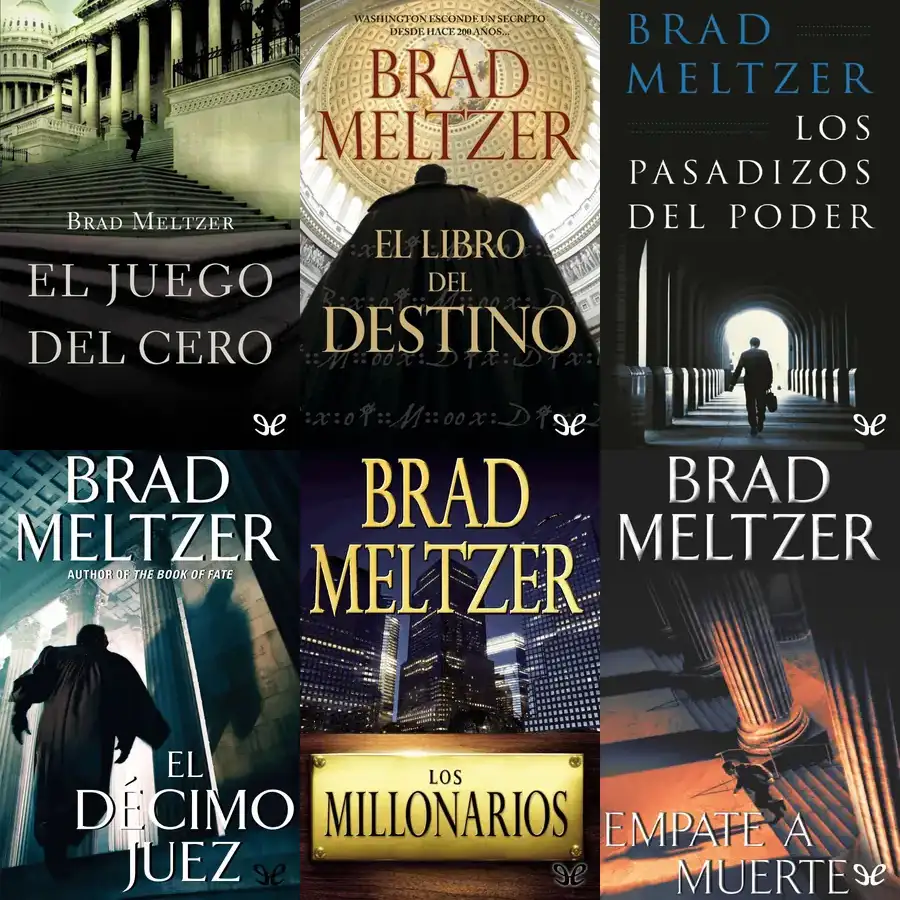 BRAD MELTZER
EL JUEGO
DEL CERO
WASHINGTON ESCONDE UN SECRETO
DESDE HACE 200 AÑOS...
BRAD
MELTZER
EL LIBRO
DEL
DESTINO
BRAD
MELTZER
LOS
PASADIZOS
DEL PODER
BRAD
MELTZER
AUTHOR OF THE BOOK OF FATE
EL
DÉCIMO
JUEZ
BRAD
MELTZER
LOS
MILLONARIOS
BRAD
MELTZER
EMPATE A
MUERTE